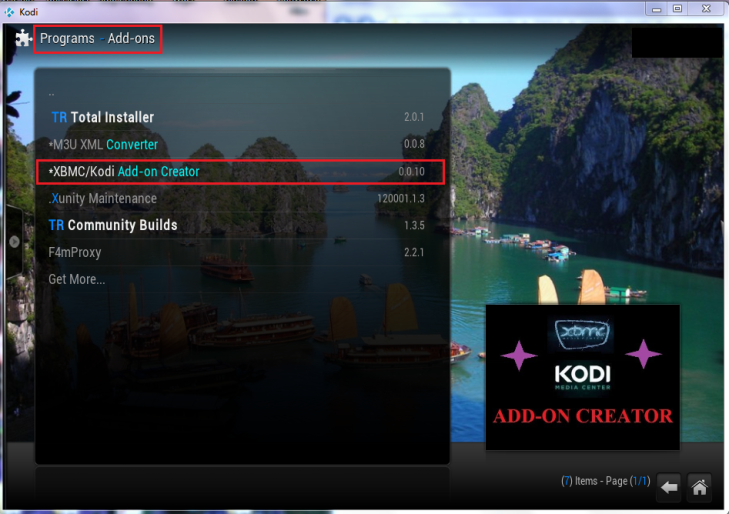 Kodi
Programs - Add-ons
..
TR Total Installer 2.0.1
*M3U XML Converter 0.0.8
*XBMC/Kodi Add-on Creator 0.0.10
.Xunity Maintenance 120001.1.3
TR Community Builds 1.3.5
F4mProxy 2.2.1
Get More...
xbmc
KODI
MEDIA CENTER
ADD-ON CREATOR
(7) Items - Page (1/1)